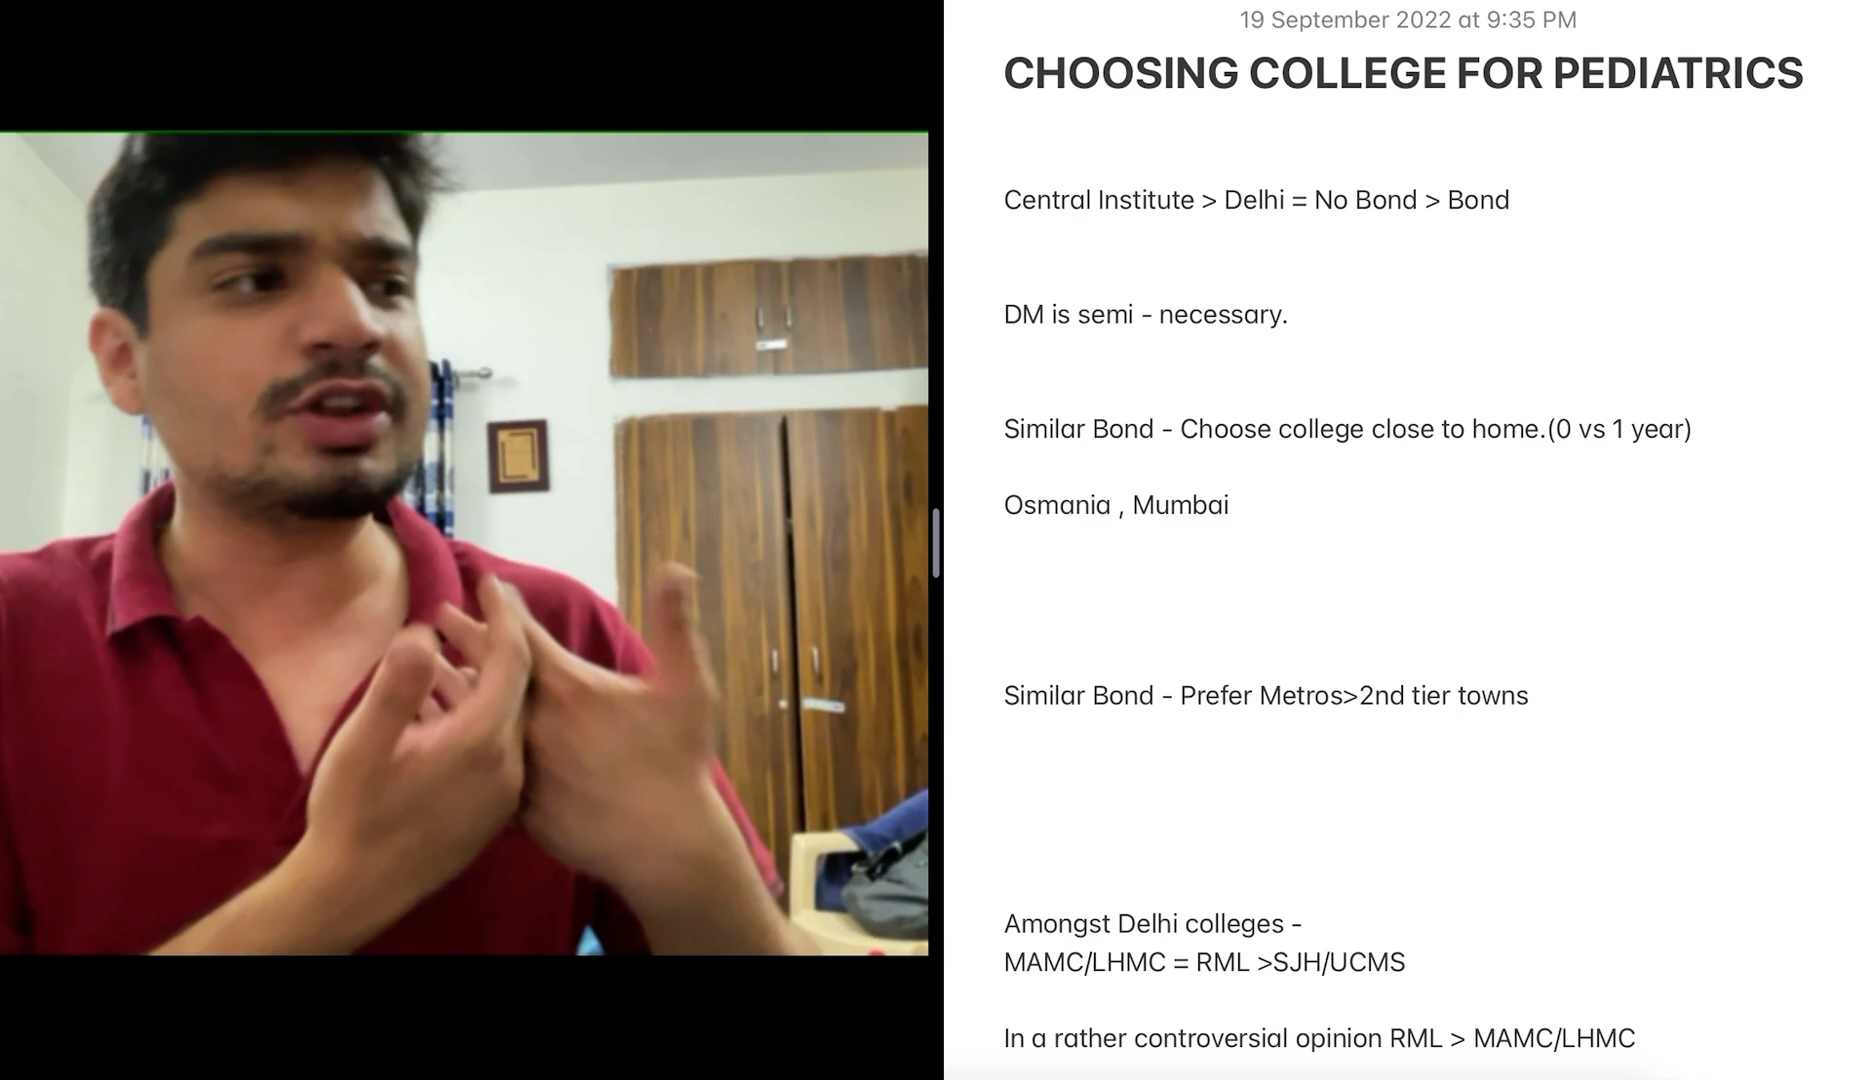 19 September 2022 at 9:35 PM
CHOOSING COLLEGE FOR PEDIATRICS
Central Institute > Delhi = No Bond > Bond
DM is semi - necessary.
Similar Bond - Choose college close to home.(0 vs 1 year)
Osmania , Mumbai
Similar Bond - Prefer Metros>2nd tier towns
Amongst Delhi colleges -
MAMC/LHMC = RML >SJH/UCMS
In a rather controversial opinion RML > MAMC/LHMC